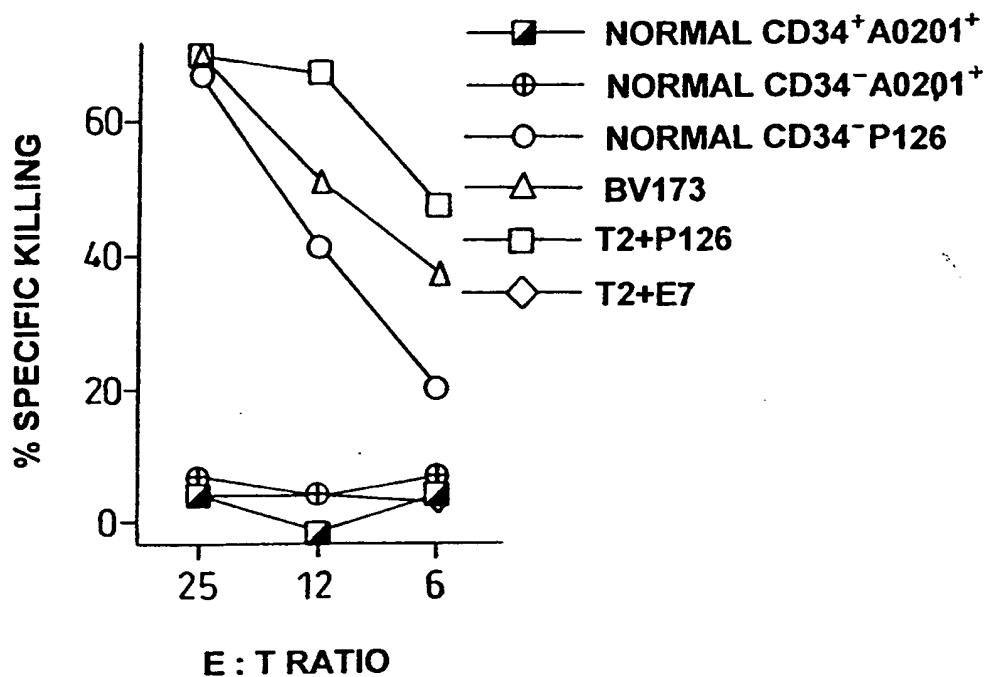 NORMAL CD34⁺A0201⁺
NORMAL CD34⁻A0201⁺
NORMAL CD34⁻P126
BV173
T2+P126
T2+E7
% SPECIFIC KILLING
60
40
20
0
25 12 6
E : T RATIO